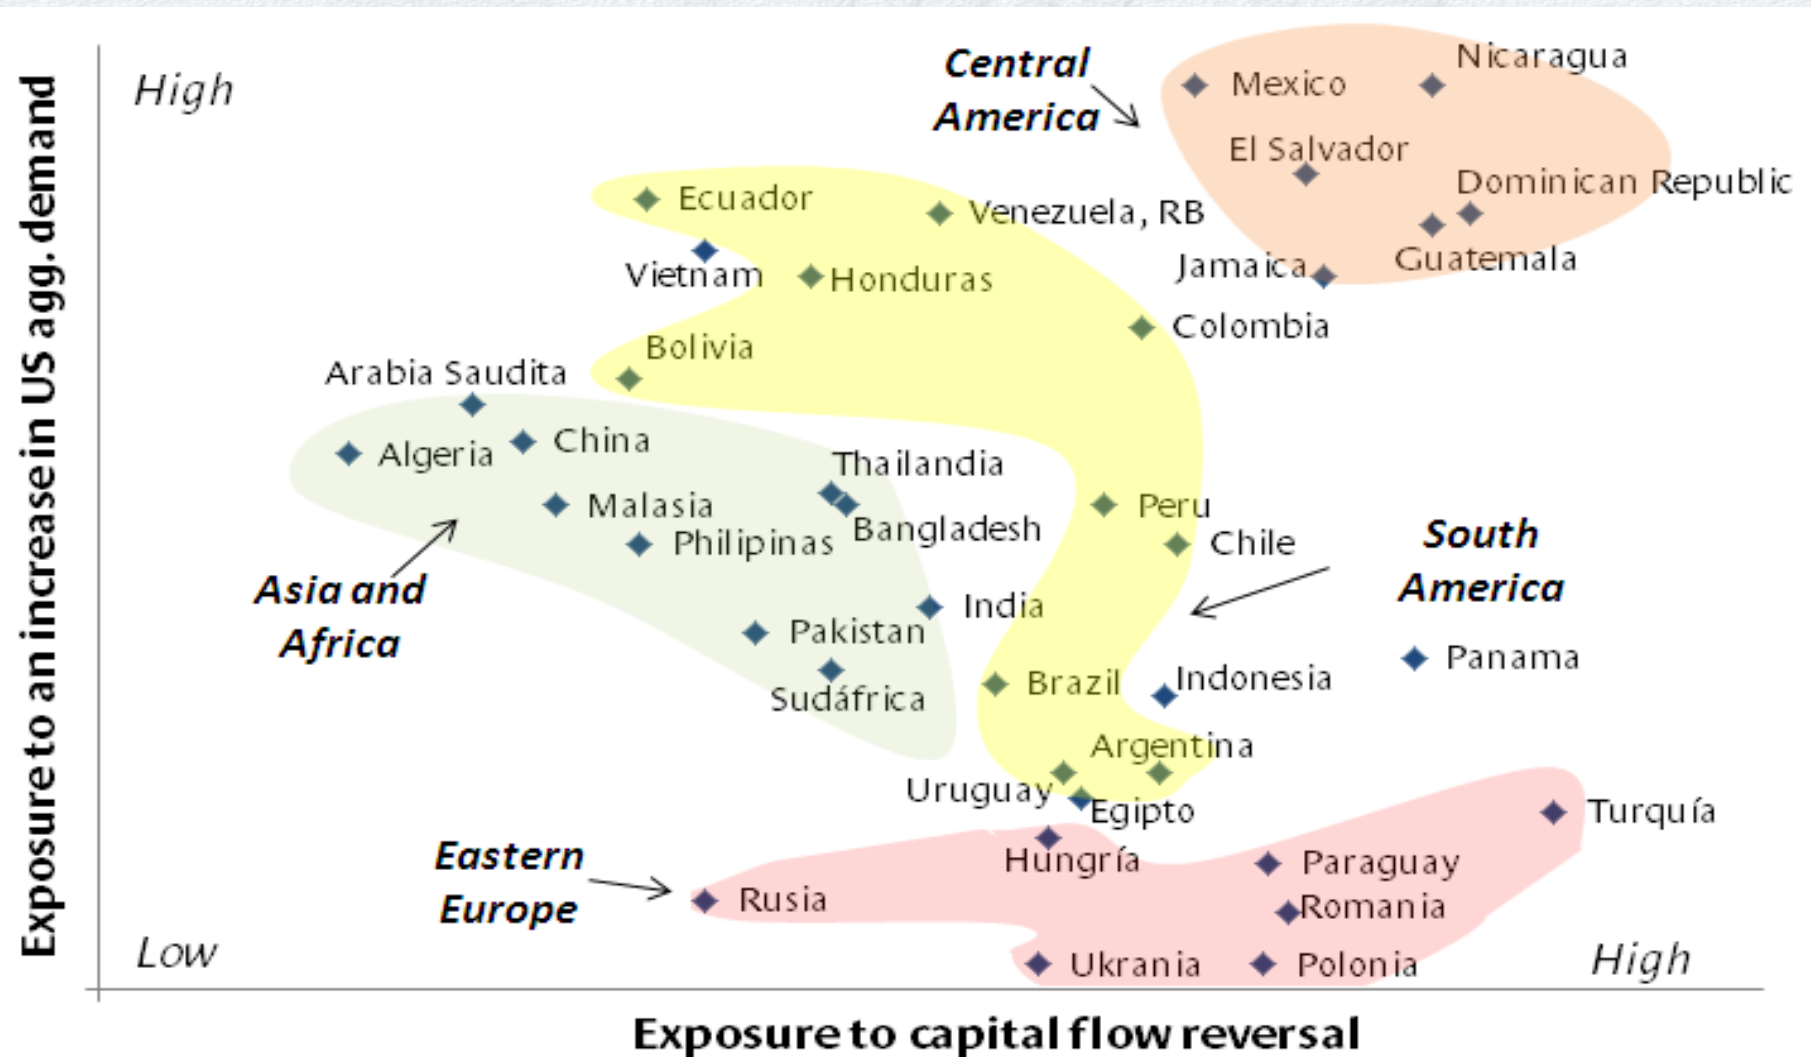 Exposure to an increasein US agg. demand
High
Central
America
Nicaragua
Mexico
El Salvador
Dominican Republic
Ecuador
Venezuela, RB
Vietnam
Honduras
Jamaica
Guatemala
Colombia
Bolivia
Arabia Saudita
Algeria
China
Thailandia
Malasia
Bangladesh
Philipinas
Peru
Chile
South
America
Asia and
Africa
India
Pakistan
Sudáfrica
Brazil
Indonesia
Panama
Argentina
Uruguay
Egipto
Turquía
Hungría
Paraguay
Eastern
Europe
Rusia
Romania
Low
Ukrania
Polonia
High
Exposure to capital flow reversal